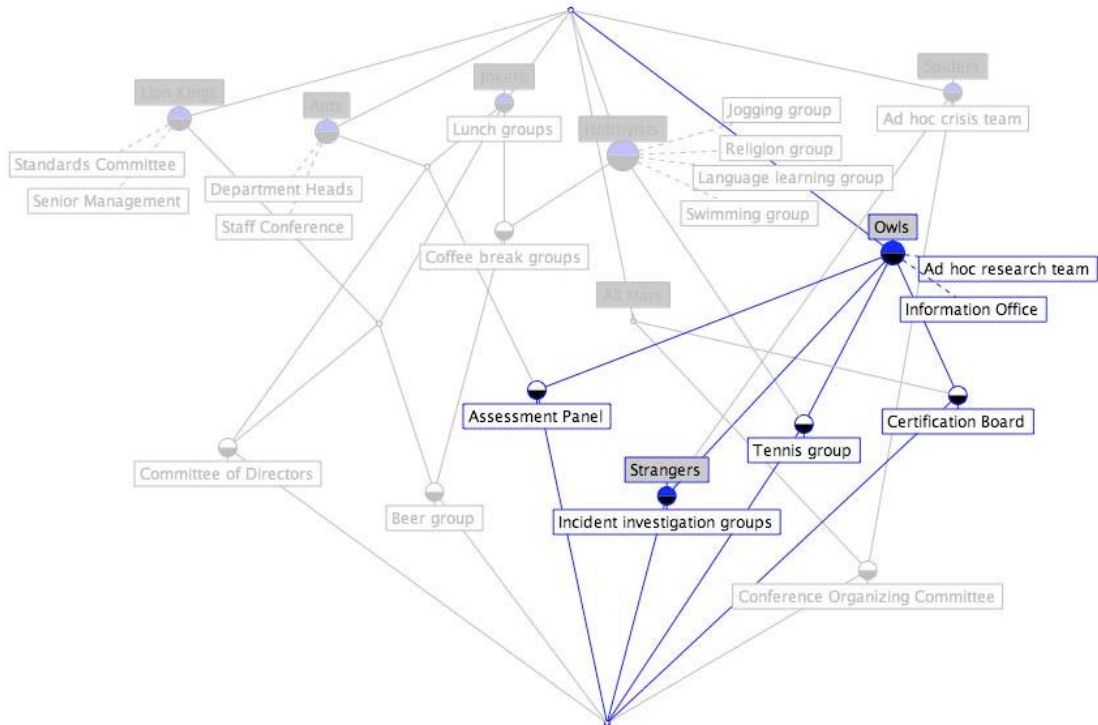 Jokers
Spiders
Lion Kings
Ants
Jogging group
Ad hoc crisis team
Lunch groups
Hobbyists
Religion group
Standards Committee
Language learning group
Department Heads
Senior Management
Swimming group
Staff Conference
Owls
Coffee break groups
Ad hoc research team
All stars
Information Office
Assessment Panel
Certification Board
Tennis group
Strangers
Committee of Directors
Beer group
Incident investigation groups
Conference Organizing Committee